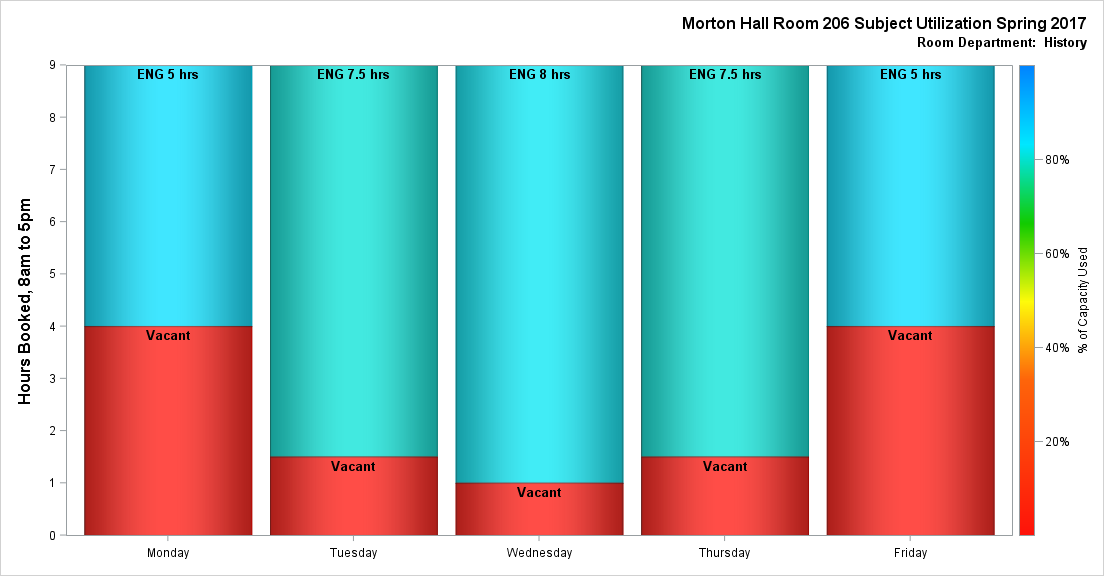 Morton Hall Room 206 Subject Utilization Spring 2017
Room Department: History
Hours Booked, 8am to 5pm
9
8
7
6
5
4
3
2
1
0
ENG 5 hrs
ENG 7.5 hrs
ENG 8 hrs
ENG 7.5 hrs
ENG 5 hrs
Vacant
Vacant
Vacant
Vacant
Vacant
Monday
Tuesday
Wednesday
Thursday
Friday
80%
60%
40%
20%
% of Capacity Used